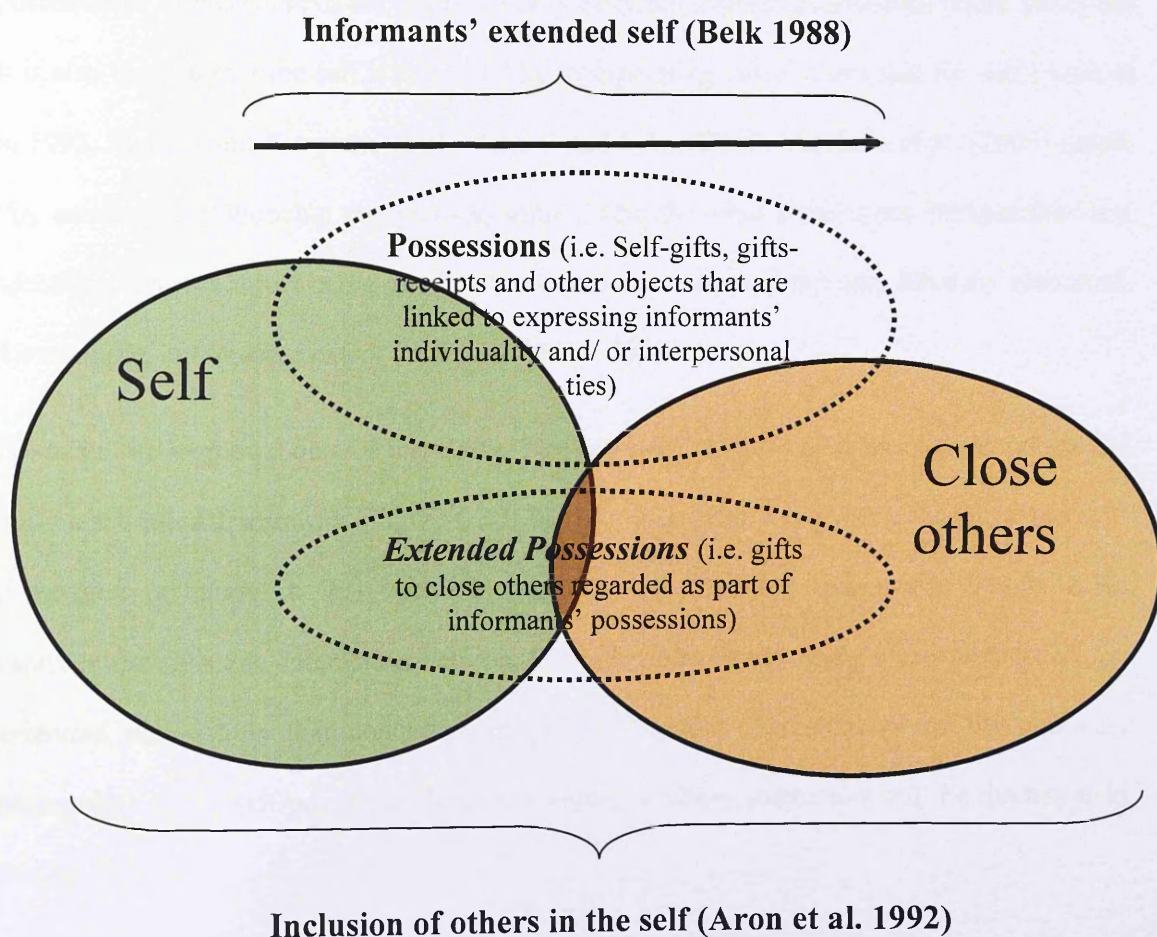 Informants' extended self (Belk 1988)
Possessions (i.e. Self-gifts, gifts-
receipts and other objects that are
linked to expressing informants'
individuality and/ or interpersonal
ties)
Self
Close
others
Extended Possessions (i.e. gifts
to close others regarded as part of
informants' possessions)
Inclusion of others in the self (Aron et al. 1992)